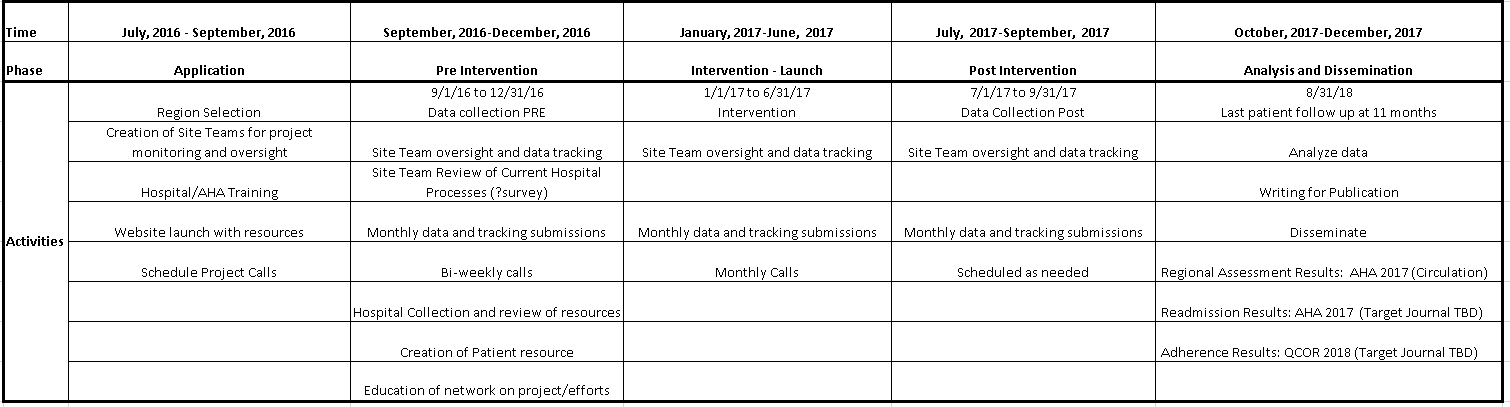 Time
July, 2016 - September, 2016
September, 2016-December, 2016
January, 2017-June, 2017
July, 2017-September, 2017
October, 2017-December, 2017
Phase
Application
Pre Intervention
Intervention - Launch
Post Intervention
Analysis and Dissemination
Activities
Region Selection
9/1/16 to 12/31/16
Data collection PRE
1/1/17 to 6/31/17
Intervention
7/1/17 to 9/31/17
Data Collection Post
8/31/18
Last patient follow up at 11 months
Creation of Site Teams for project
monitoring and oversight
Site Team oversight and data tracking
Site Team oversight and data tracking
Site Team oversight and data tracking
Analyze data
Hospital/AHA Training
Site Team Review of Current Hospital
Processes (?survey)
Writing for Publication
Website launch with resources
Monthly data and tracking submissions
Monthly data and tracking submissions
Monthly data and tracking submissions
Disseminate
Schedule Project Calls
Bi-weekly calls
Monthly Calls
Scheduled as needed
Regional Assessment Results: AHA 2017 (Circulation)
Hospital Collection and review of resources
Readmission Results: AHA 2017 (Target Journal TBD)
Creation of Patient resource
Adherence Results: QCOR 2018 (Target Journal TBD)
Education of network on project/efforts